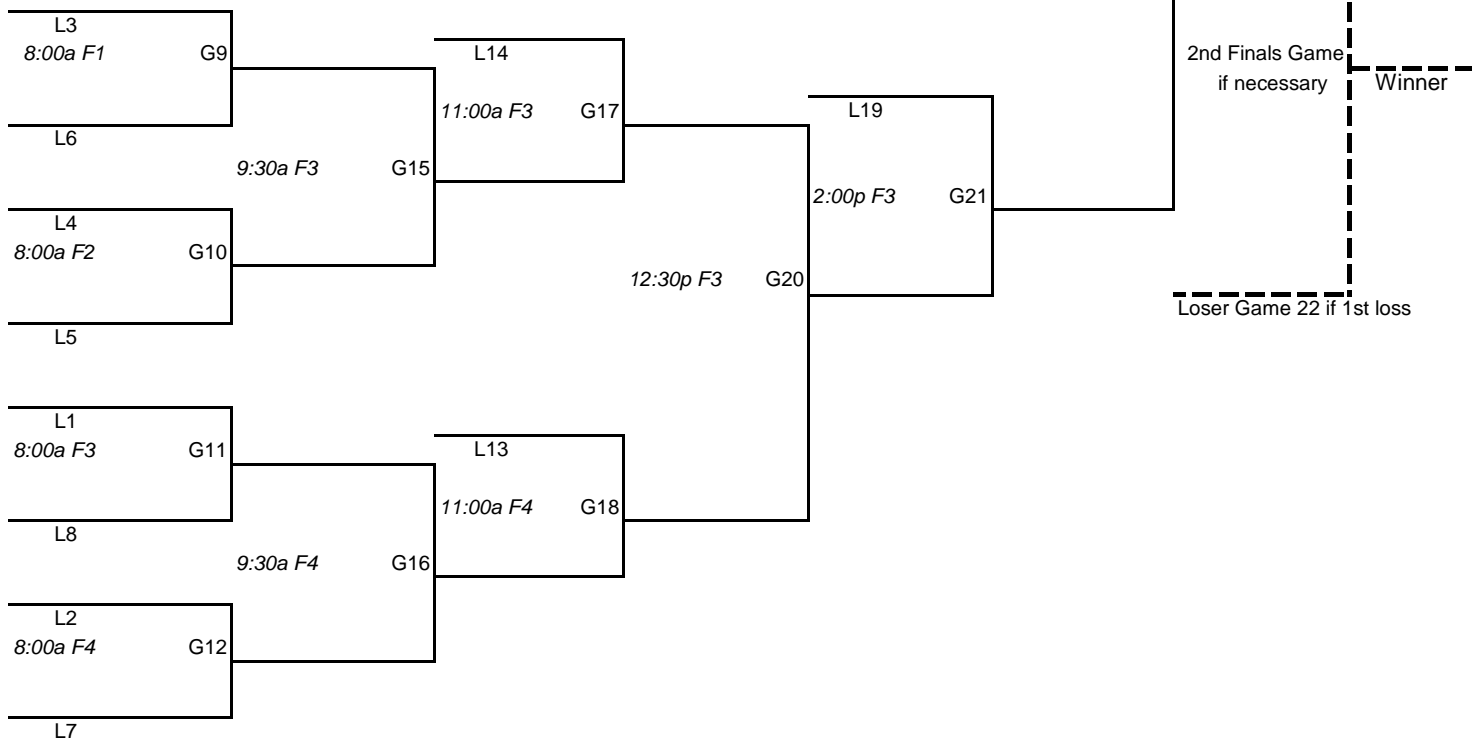 L3
8:00a F1 G9
L6
9:30a F3 G15
L4
8:00a F2 G10
L5
L14
11:00a F3 G17
12:30p F3 G20
L19
2:00p F3 G21
2nd Finals Game
if necessary
Winner
Loser Game 22 if 1st loss
L1
8:00a F3 G11
L8
9:30a F4 G16
L2
8:00a F4 G12
L7
L13
11:00a F4 G18